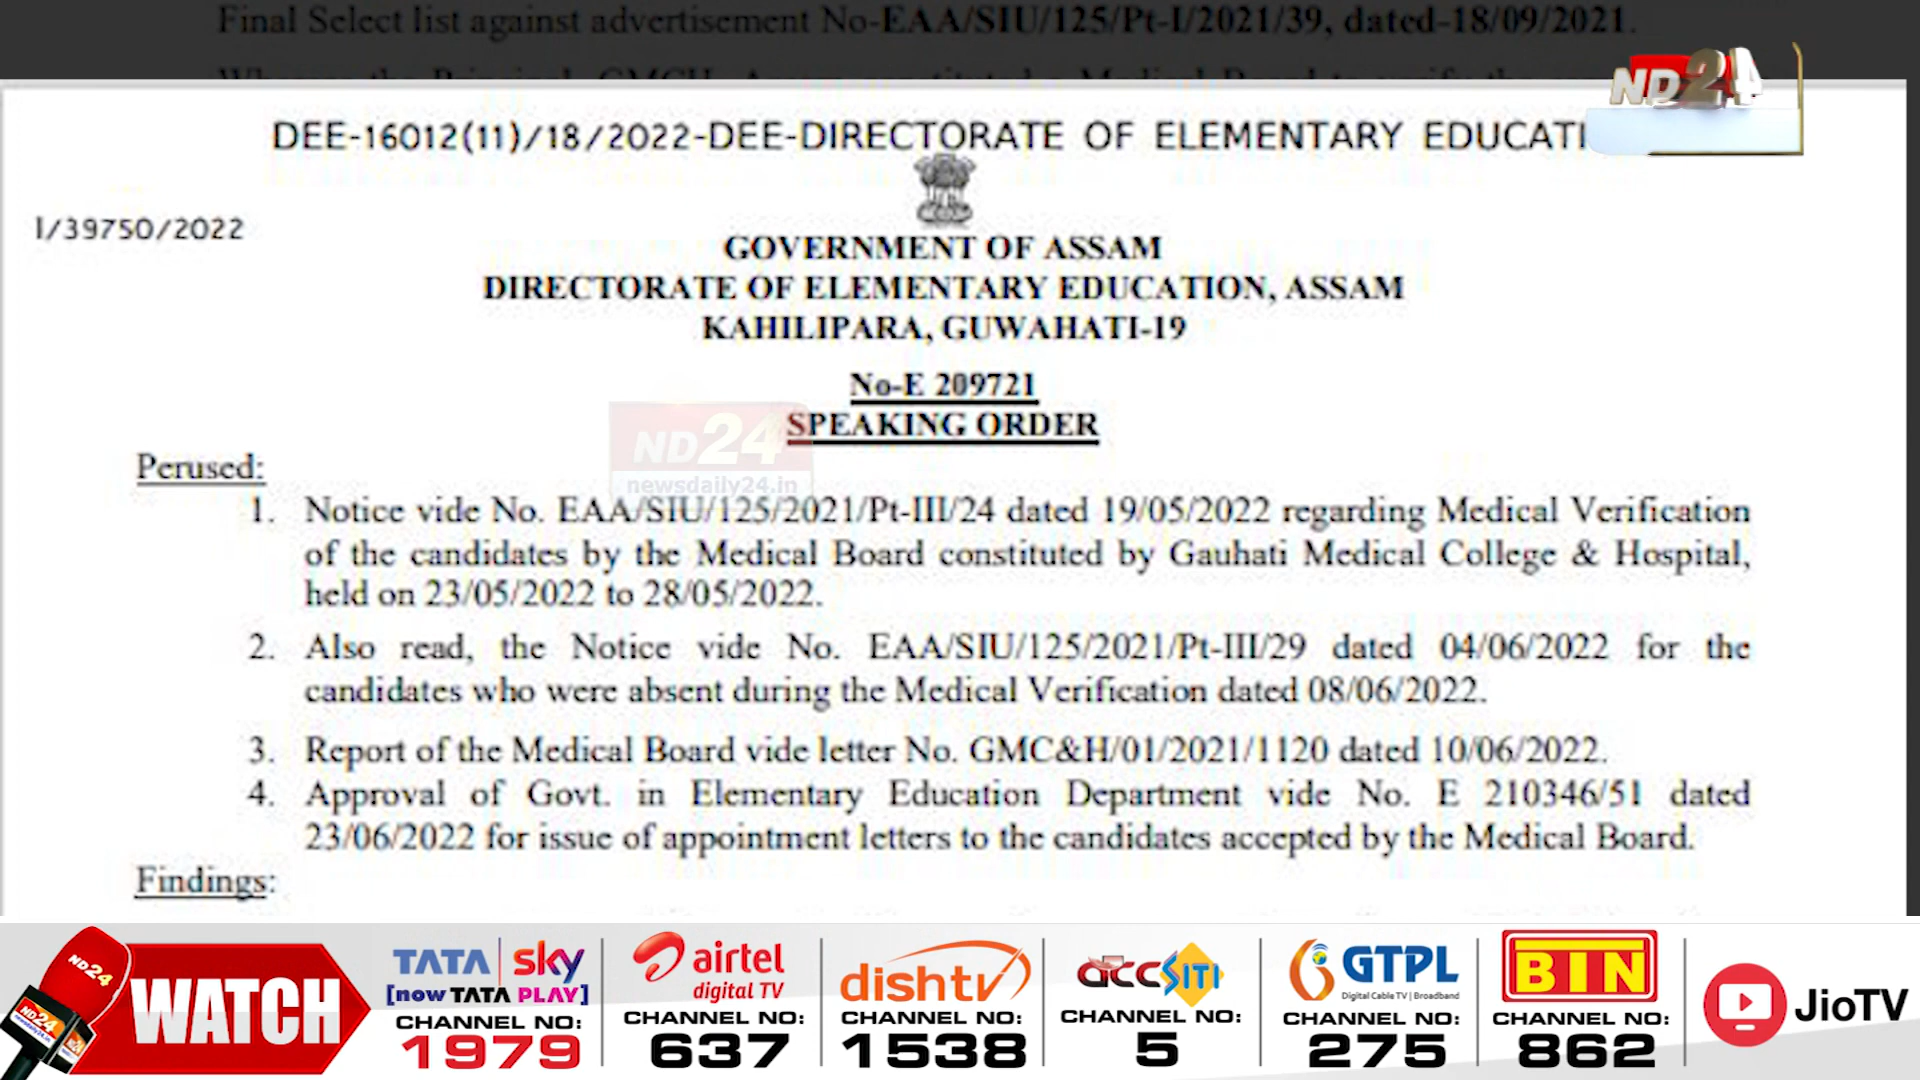 Final Select list against advertisement No-EAA/SIU/125/Pt-I/2021/39, dated-18/09/2021.
ND24
DEE-16012(11)/18/2022-DEE-DIRECTORATE OF ELEMENTARY EDUCATI
I/39750/2022
GOVERNMENT OF ASSAM
DIRECTORATE OF ELEMENTARY EDUCATION, ASSAM
KAHILIPARA, GUWAHATI-19
No-E 209721
SPEAKING ORDER
ND24
newsdaily24.in
Perused:
1. Notice vide No. EAA/SIU/125/2021/Pt-III/24 dated 19/05/2022 regarding Medical Verification
of the candidates by the Medical Board constituted by Gauhati Medical College & Hospital,
held on 23/05/2022 to 28/05/2022.
2. Also read, the Notice vide No. EAA/SIU/125/2021/Pt-III/29 dated 04/06/2022 for the
candidates who were absent during the Medical Verification dated 08/06/2022.
3. Report of the Medical Board vide letter No. GMC&H/01/2021/1120 dated 10/06/2022.
4. Approval of Govt. in Elementary Education Department vide No. E 210346/51 dated
23/06/2022 for issue of appointment letters to the candidates accepted by the Medical Board.
Findings:
ND24
ND24
WATCH
TATA sky
[now TATA PLAY]
CHANNEL NO:
1979
airtel
digital TV
CHANNEL NO:
637
dishtv
CHANNEL NO:
1538
accSITI
CHANNEL NO:
5
GTPL
Digital Cable TV | Broadband
CHANNEL NO:
275
BTN
CHANNEL NO:
862
JioTV